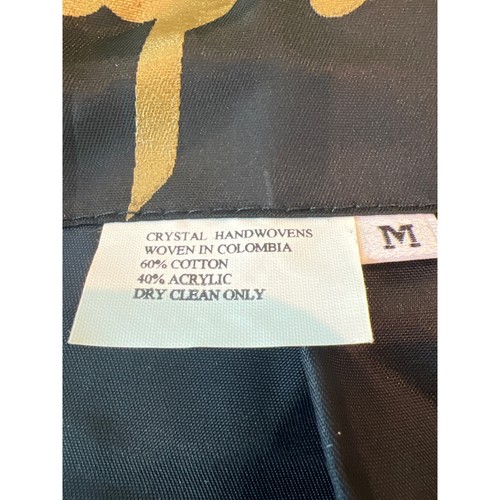 CRYSTAL HANDWOVENS
WOVEN IN COLOMBIA
60% COTTON
40% ACRYLIC
DRY CLEAN ONLY
M